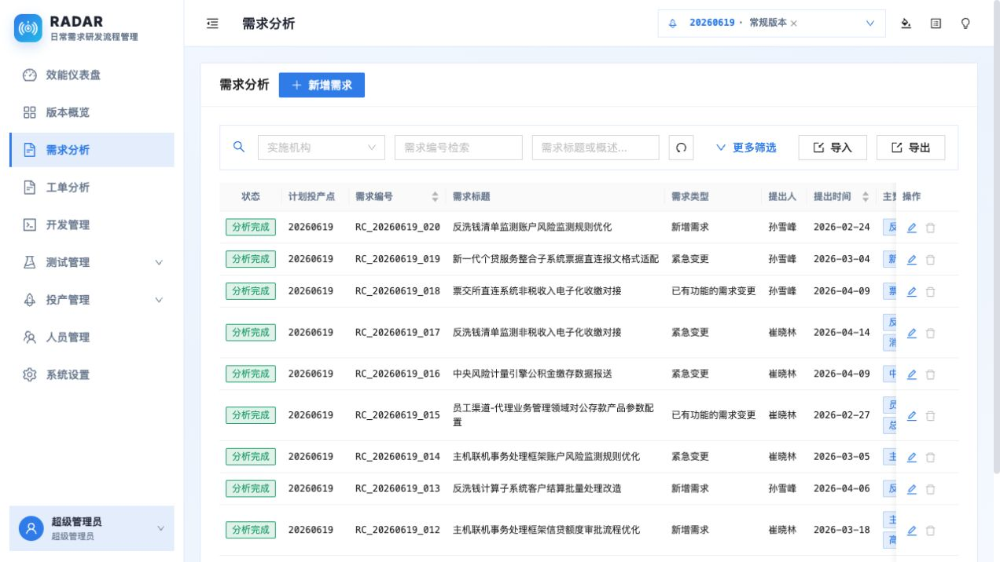 RADAR
日常需求研发流程管理
需求分析
20260619 · 常规版本
效能仪表盘
版本概览
需求分析
工单分析
开发管理
测试管理
投产管理
人员管理
系统设置
超级管理员
超级管理员
需求分析 + 新增需求
实施机构 需求编号检索 需求标题或概述... 更多筛选 导入 导出
状态 计划投产点 需求编号 需求标题 需求类型 提出人 提出时间 主 操作
分析完成 20260619 RC_20260619_020 反洗钱清单监测账户风险监测规则优化 新增需求 孙雪峰 2026-02-24 反
分析完成 20260619 RC_20260619_019 新一代个贷服务整合子系统票据直连报文格式适配 紧急变更 孙雪峰 2026-03-04 新
分析完成 20260619 RC_20260619_018 票交所直连系统非税收入电子化收缴对接 已有功能的需求变更 孙雪峰 2026-04-09 票
分析完成 20260619 RC_20260619_017 反洗钱清单监测非税收入电子化收缴对接 紧急变更 崔晓林 2026-04-14 反
消
分析完成 20260619 RC_20260619_016 中央风险计量引擎公积金缴存数据报送 紧急变更 崔晓林 2026-04-09 中
分析完成 20260619 RC_20260619_015 员工渠道-代理业务管理领域对公存款产品参数配 已有功能的需求变更 崔晓林 2026-02-27 员
置 总
分析完成 20260619 RC_20260619_014 主机联机事务处理框架账户风险监测规则优化 紧急变更 崔晓林 2026-03-05 主
分析完成 20260619 RC_20260619_013 反洗钱计算子系统客户结算批量处理改造 新增需求 孙雪峰 2026-04-06 反
分析完成 20260619 RC_20260619_012 主机联机事务处理框架信贷额度审批流程优化 新增需求 崔晓林 2026-03-18 主
高